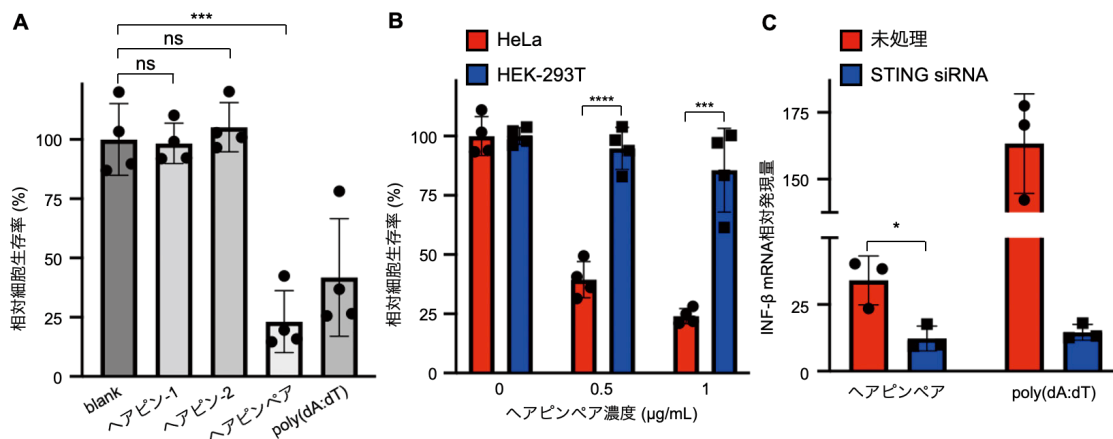 A
***
ns
ns
相対細胞生存率 (%)
100
75
50
25
0
blank
ヘアピン-1
ヘアピン-2
ヘアピンペア
poly(dA:dT)
B
HeLa
HEK-293T
****
***
相対細胞生存率 (%)
100
75
50
25
0
0
0.5
1
ヘアピンペア濃度 (μg/mL)
C
未処理
STING siRNA
*
INF-β mRNA相対発現量
175
150
25
0
ヘアピンペア
poly(dA:dT)